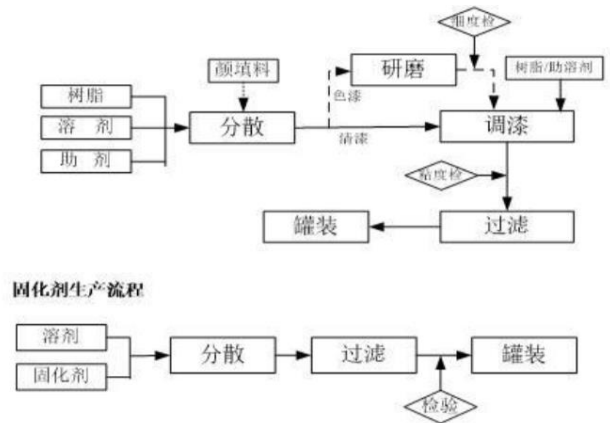 细度检
颜填料
研磨
树脂/助溶剂
树脂
色漆
溶 剂
分散
调漆
清漆
助 剂
粘度检
罐装
过滤
固化剂生产流程
溶剂
分散
过滤
罐装
固化剂
检验